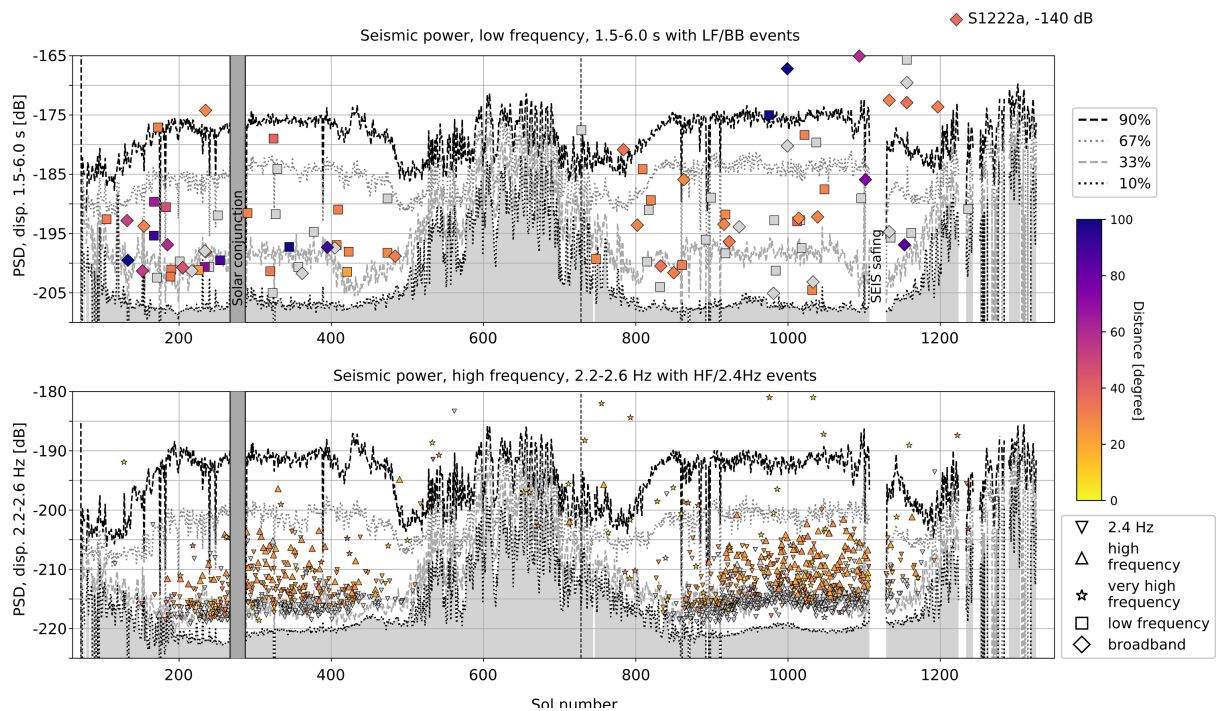 S1222a, -140 dB
Seismic power, low frequency, 1.5-6.0 s with LF/BB events
PSD, disp. 1.5-6.0 s [dB]
-165
-175
-185
-195
-205
Solar conjunction
SEIS safing
200
400
600
800
1000
1200
90%
67%
33%
10%
Seismic power, high frequency, 2.2-2.6 Hz with HF/2.4Hz events
PSD, disp. 2.2-2.6 Hz [dB]
-180
-190
-200
-210
-220
200
400
600
800
1000
1200
Sol number
100
80
60
40
20
0
Distance [degree]
2.4 Hz
high
frequency
very high
frequency
low frequency
broadband